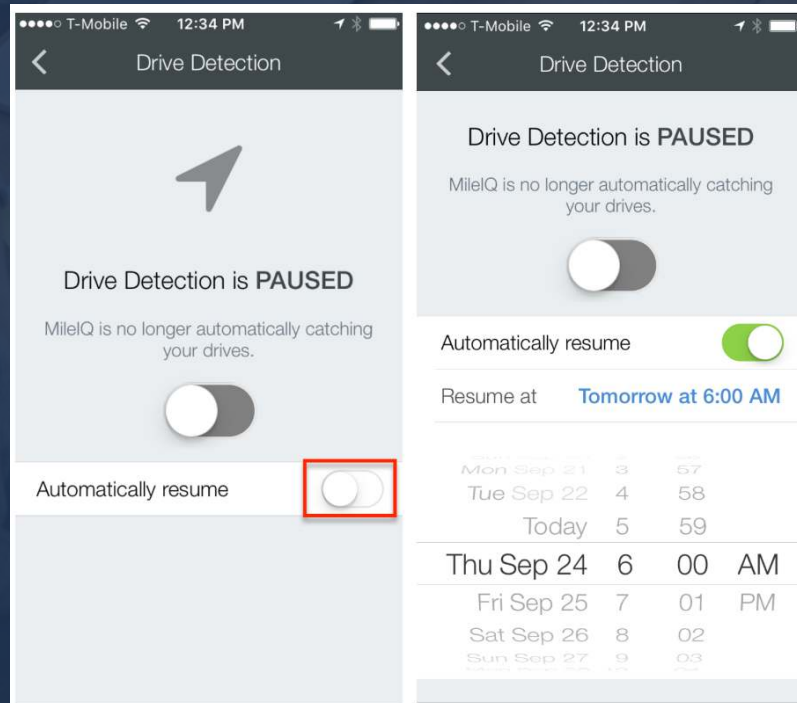 T-Mobile 12:34 PM
Drive Detection
Drive Detection is PAUSED
MileIQ is no longer automatically catching
your drives.
Automatically resume
T-Mobile 12:34 PM
Drive Detection
Drive Detection is PAUSED
MileIQ is no longer automatically catching
your drives.
Automatically resume
Resume at Tomorrow at 6:00 AM
Mon Sep 21 3 57
Tue Sep 22 4 58
Today 5 59
Thu Sep 24 6 00 AM
Fri Sep 25 7 01 PM
Sat Sep 26 8 02
Sun Sep 27 9 03